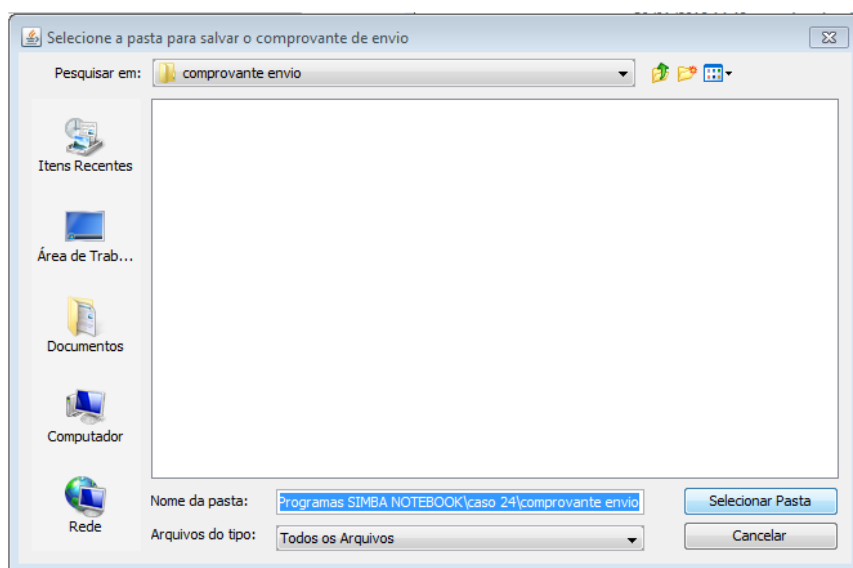 Selecione a pasta para salvar o comprovante de envio
Pesquisar em: comprovante envio
Itens Recentes
Área de Trab...
Documentos
Computador
Rede
Nome da pasta: Programas SIMBA NOTEBOOK\caso 24\comprovante envio Selecionar Pasta
Arquivos do tipo: Todos os Arquivos Cancelar